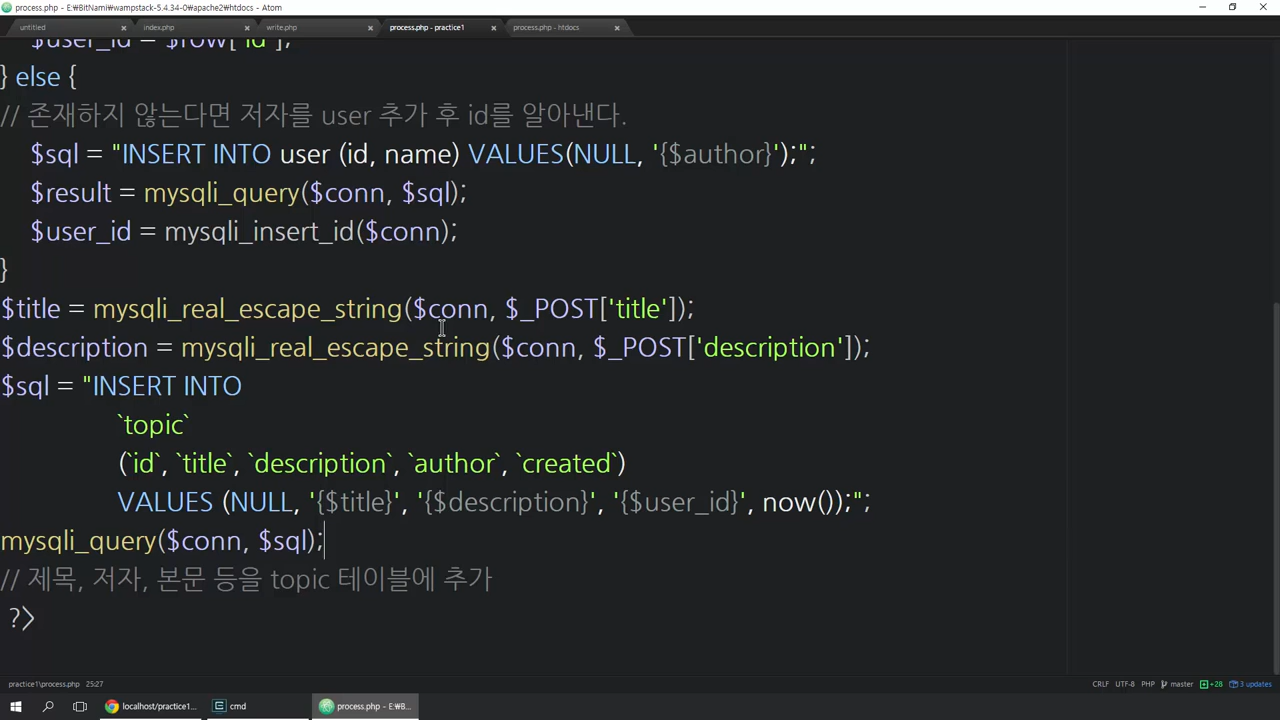 process.php - E:₩BitNami₩wampstack-5.4.34-0₩apache2₩htdocs - Atom
untitled
index.php
write.php
process.php - practice1
process.php - htdocs
$user_id = $row['id'];
} else {
// 존재하지 않는다면 저자를 user 추가 후 id를 알아낸다.
$sql = "INSERT INTO user (id, name) VALUES(NULL, '{$author}');";
$result = mysqli_query($conn, $sql);
$user_id = mysqli_insert_id($conn);
}
$title = mysqli_real_escape_string($conn, $_POST['title']);
$description = mysqli_real_escape_string($conn, $_POST['description']);
$sql = "INSERT INTO
`topic`
(`id`, `title`, `description`, `author`, `created`)
VALUES (NULL, '{$title}', '{$description}', '{$user_id}', now());";
mysqli_query($conn, $sql);
// 제목, 저자, 본문 등을 topic 테이블에 추가
?>
practice1\process.php 25:27
CRLF UTF-8 PHP master +28 3 updates
localhost/practice1...
cmd
process.php - E:₩B...